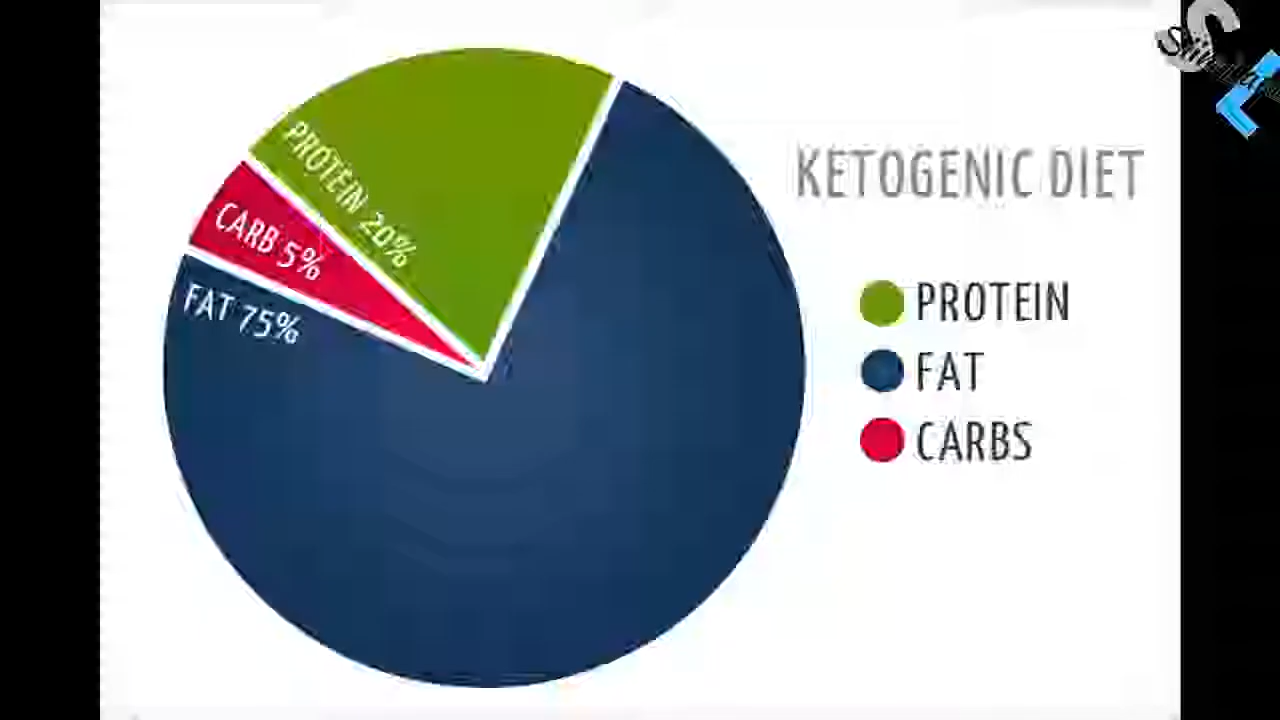 KETOGENIC DIET
PROTEIN 20%
CARB 5%
FAT 75%
PROTEIN
FAT
CARBS